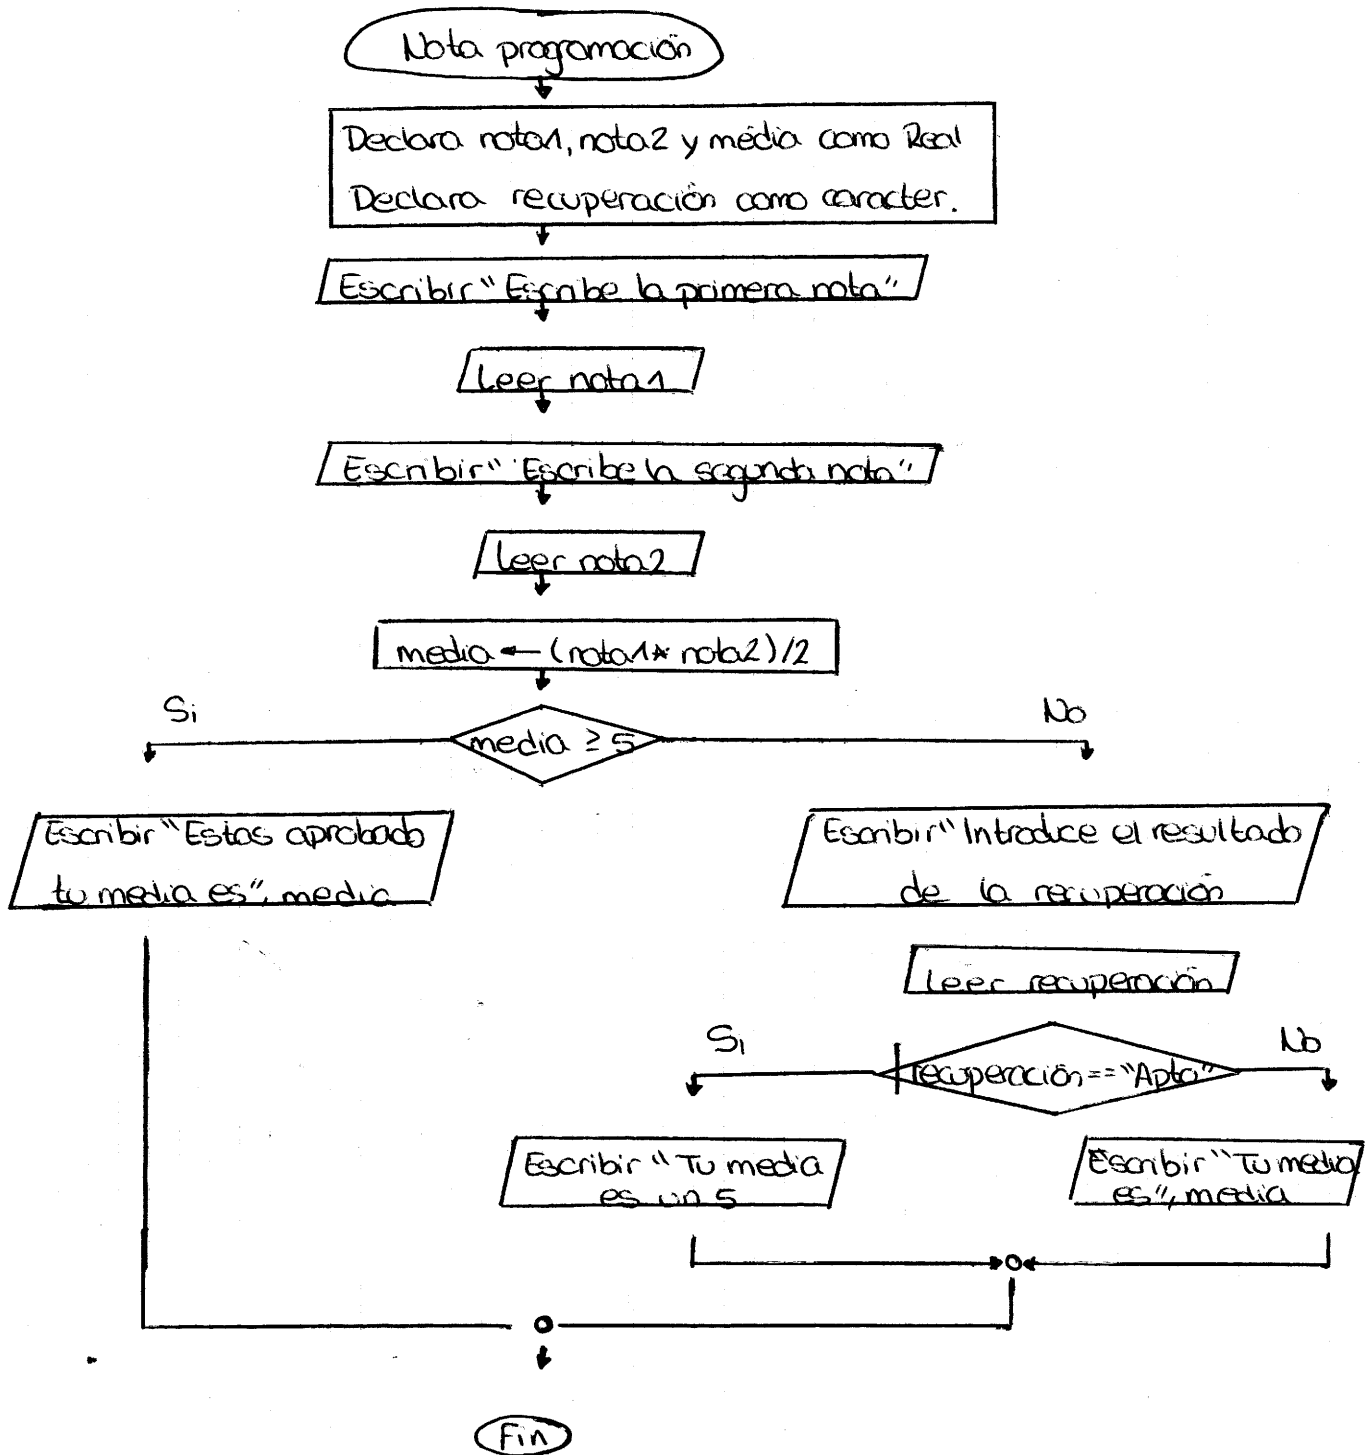 Nota programación
Declara nota1, nota2 y média como Real
Declara recuperación como caracter.
Escribir "Escribe la primera nota"
Leer nota1
Escribir "Escribe la segunda nota"
Leer nota2
media ← (nota1* nota2)/2
Si
No
media ≥ 5
Escribir "Estas aprobado
tu media es", media
Escribir "Introduce el resultado
de la recuperación
Leer recuperación
Si
No
recuperación == "Apto"
Escribir "Tu media
es un 5
Escribir "Tu media
es", media
Fin